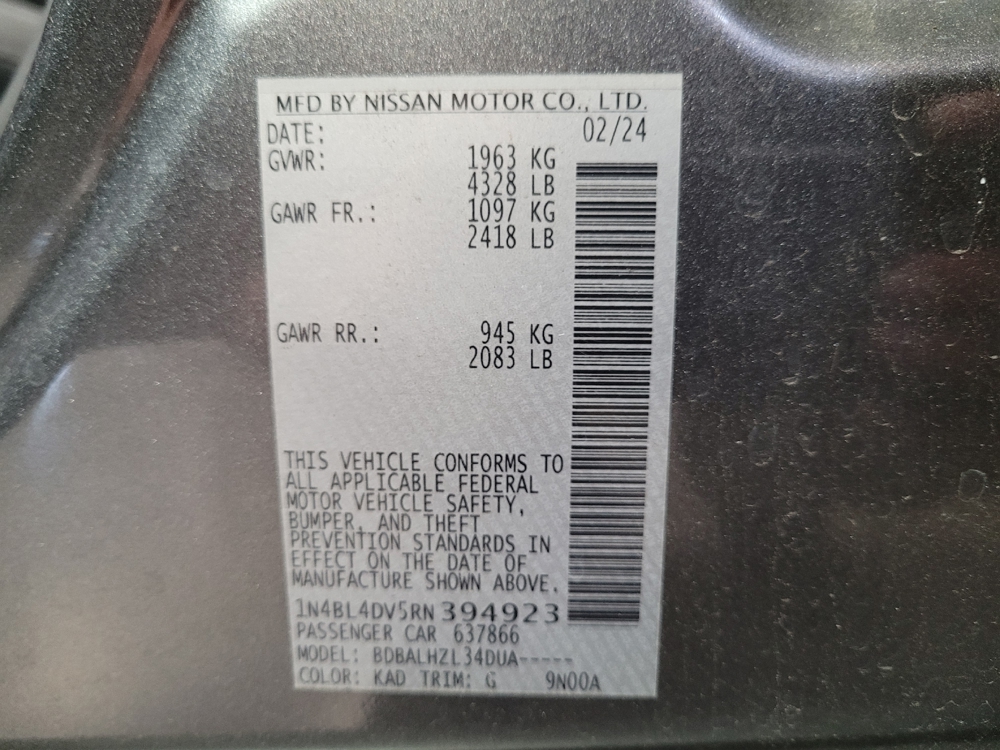 MFD BY NISSAN MOTOR CO., LTD.
DATE: 02/24
GVWR: 1963 KG
4328 LB
GAWR FR.: 1097 KG
2418 LB
GAWR RR.: 945 KG
2083 LB
THIS VEHICLE CONFORMS TO
ALL APPLICABLE FEDERAL
MOTOR VEHICLE SAFETY,
BUMPER, AND THEFT
PREVENTION STANDARDS IN
EFFECT ON THE DATE OF
MANUFACTURE SHOWN ABOVE.
1N4BL4DV5RN394923
PASSENGER CAR 637866
MODEL: BDBALHZL34DUA-----
COLOR: KAD TRIM: G 9N00A